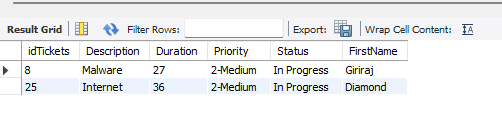 Result Grid Filter Rows: Export: Wrap Cell Content: IA
idTickets Description Duration Priority Status FirstName
8 Malware 27 2-Medium In Progress Giriraj
25 Internet 36 2-Medium In Progress Diamond